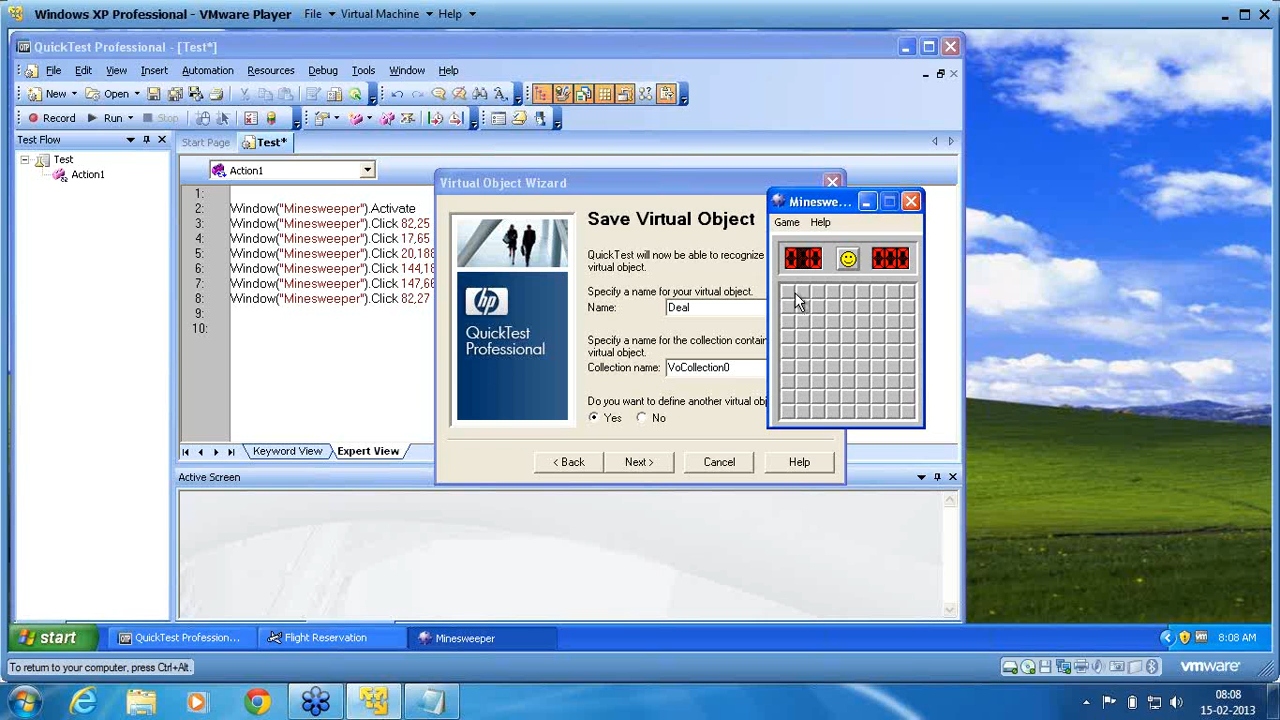 Windows XP Professional - VMware Player File Virtual Machine Help
QuickTest Professional - [Test*]
File Edit View Insert Automation Resources Debug Tools Window Help
New Open
Record Run Stop
Test Flow
Start Page Test*
Test
Action1
Action1
1:
2: Window("Minesweeper").Activate
3: Window("Minesweeper").Click 82,25
4: Window("Minesweeper").Click 17,65
5: Window("Minesweeper").Click 20,188
6: Window("Minesweeper").Click 144,18
7: Window("Minesweeper").Click 147,66
8: Window("Minesweeper").Click 82,27
9:
10:
Keyword View Expert View
Active Screen
Virtual Object Wizard
hp
QuickTest
Professional
Save Virtual Object
QuickTest will now be able to recognize
virtual object.
Specify a name for your virtual object.
Name: Deal
Specify a name for the collection contain
virtual object.
Collection name: VoCollection0
Do you want to define another virtual obj
Yes No
< Back Next > Cancel Help
Mineswe...
Game Help
010 000
start QuickTest Profession... Flight Reservation Minesweeper 8:08 AM
To return to your computer, press Ctrl+Alt. vmware
08:08
15-02-2013